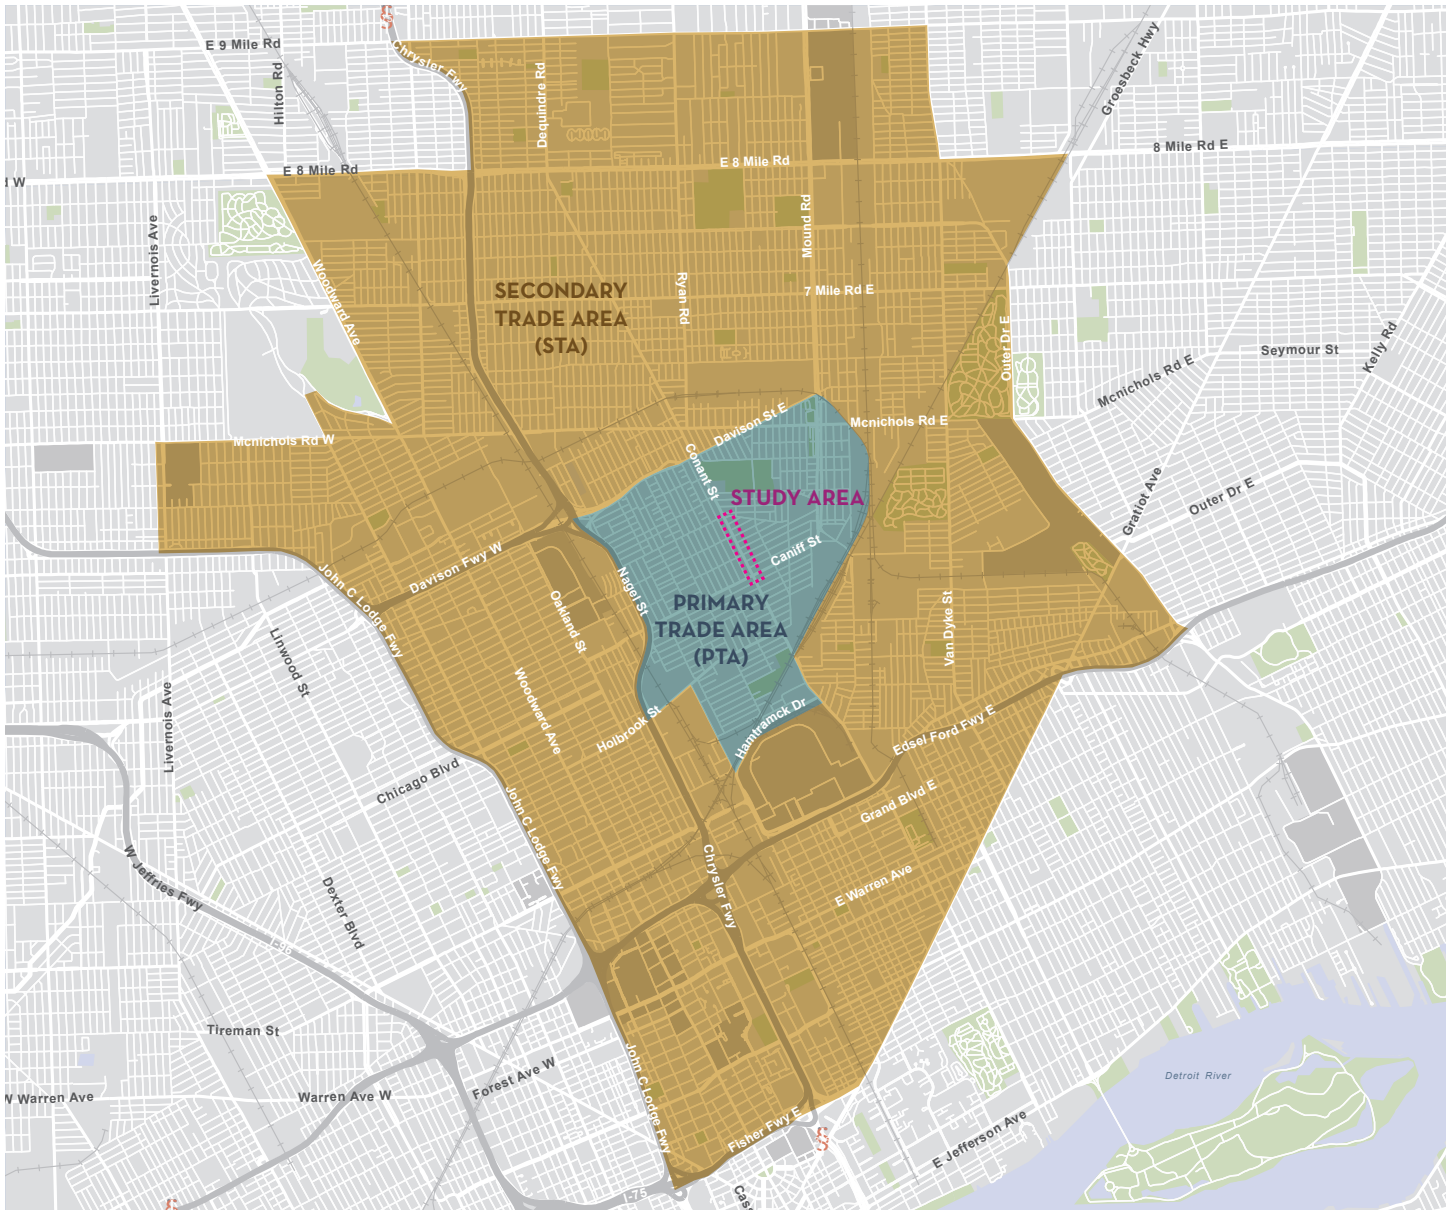 E 9 Mile Rd
Chrysler Fwy
Hilton Rd
Dequindre Rd
Groesbeck Hwy
E 8 Mile Rd
E 8 Mile Rd
8 Mile Rd E
W
Livernois Ave
Woodward Ave
Mound Rd
SECONDARY
TRADE AREA
(STA)
Ryan Rd
7 Mile Rd E
Outer Dr E
Seymour St
Kelly Rd
Mcnichols Rd E
Mcnichols Rd W
Davison St E
Mcnichols Rd E
Conant St
STUDY AREA
Gratiot Ave
Outer Dr E
Caniff St
John C Lodge Fwy
Davison Fwy W
Nagel St
Oakland St
PRIMARY
TRADE AREA
(PTA)
Van Dyke St
Linwood St
Livernois Ave
Woodward Ave
Holbrook St
Hamtramck Dr
Edsel Ford Fwy E
Chicago Blvd
John C Lodge Fwy
Grand Blvd E
W Jeffries Fwy
Chrysler Fwy
E Warren Ave
Dexter Blvd
I-96
Tireman St
John C Lodge Fwy
Forest Ave W
Detroit River
W Warren Ave
Warren Ave W
Fisher Fwy E
E Jefferson Ave
I-75